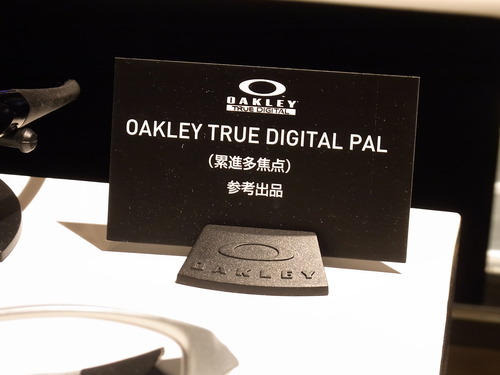 OAKLEY
TRUE DIGITAL
OAKLEY TRUE DIGITAL PAL
（累進多焦点）
参考出品
OAKLEY